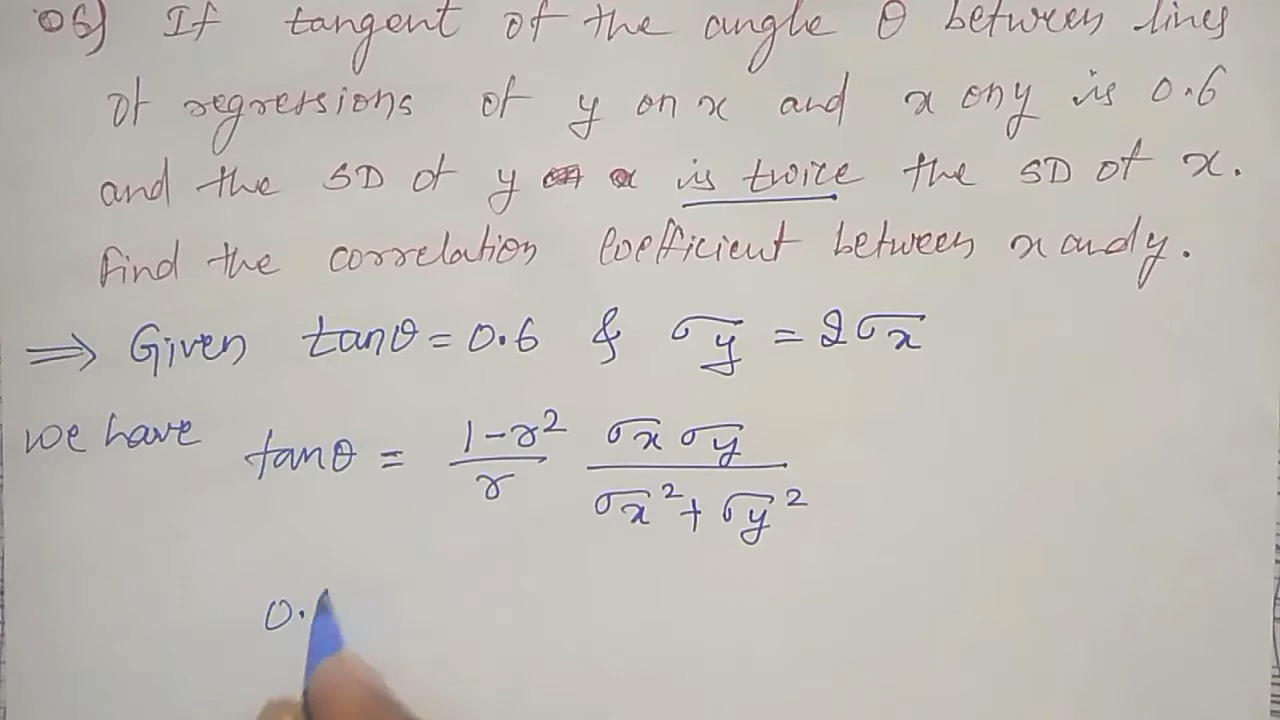 06) If tangent of the angle θ between lines
of regressions of y on x and x on y is 0.6
and the SD of y is twice the SD of x.
find the correlation coefficient between x and y.
⇒ Given tanθ = 0.6 & σy = 2σx
we have tanθ = (1-r²)/r (σx σy)/(σx² + σy²)
0.